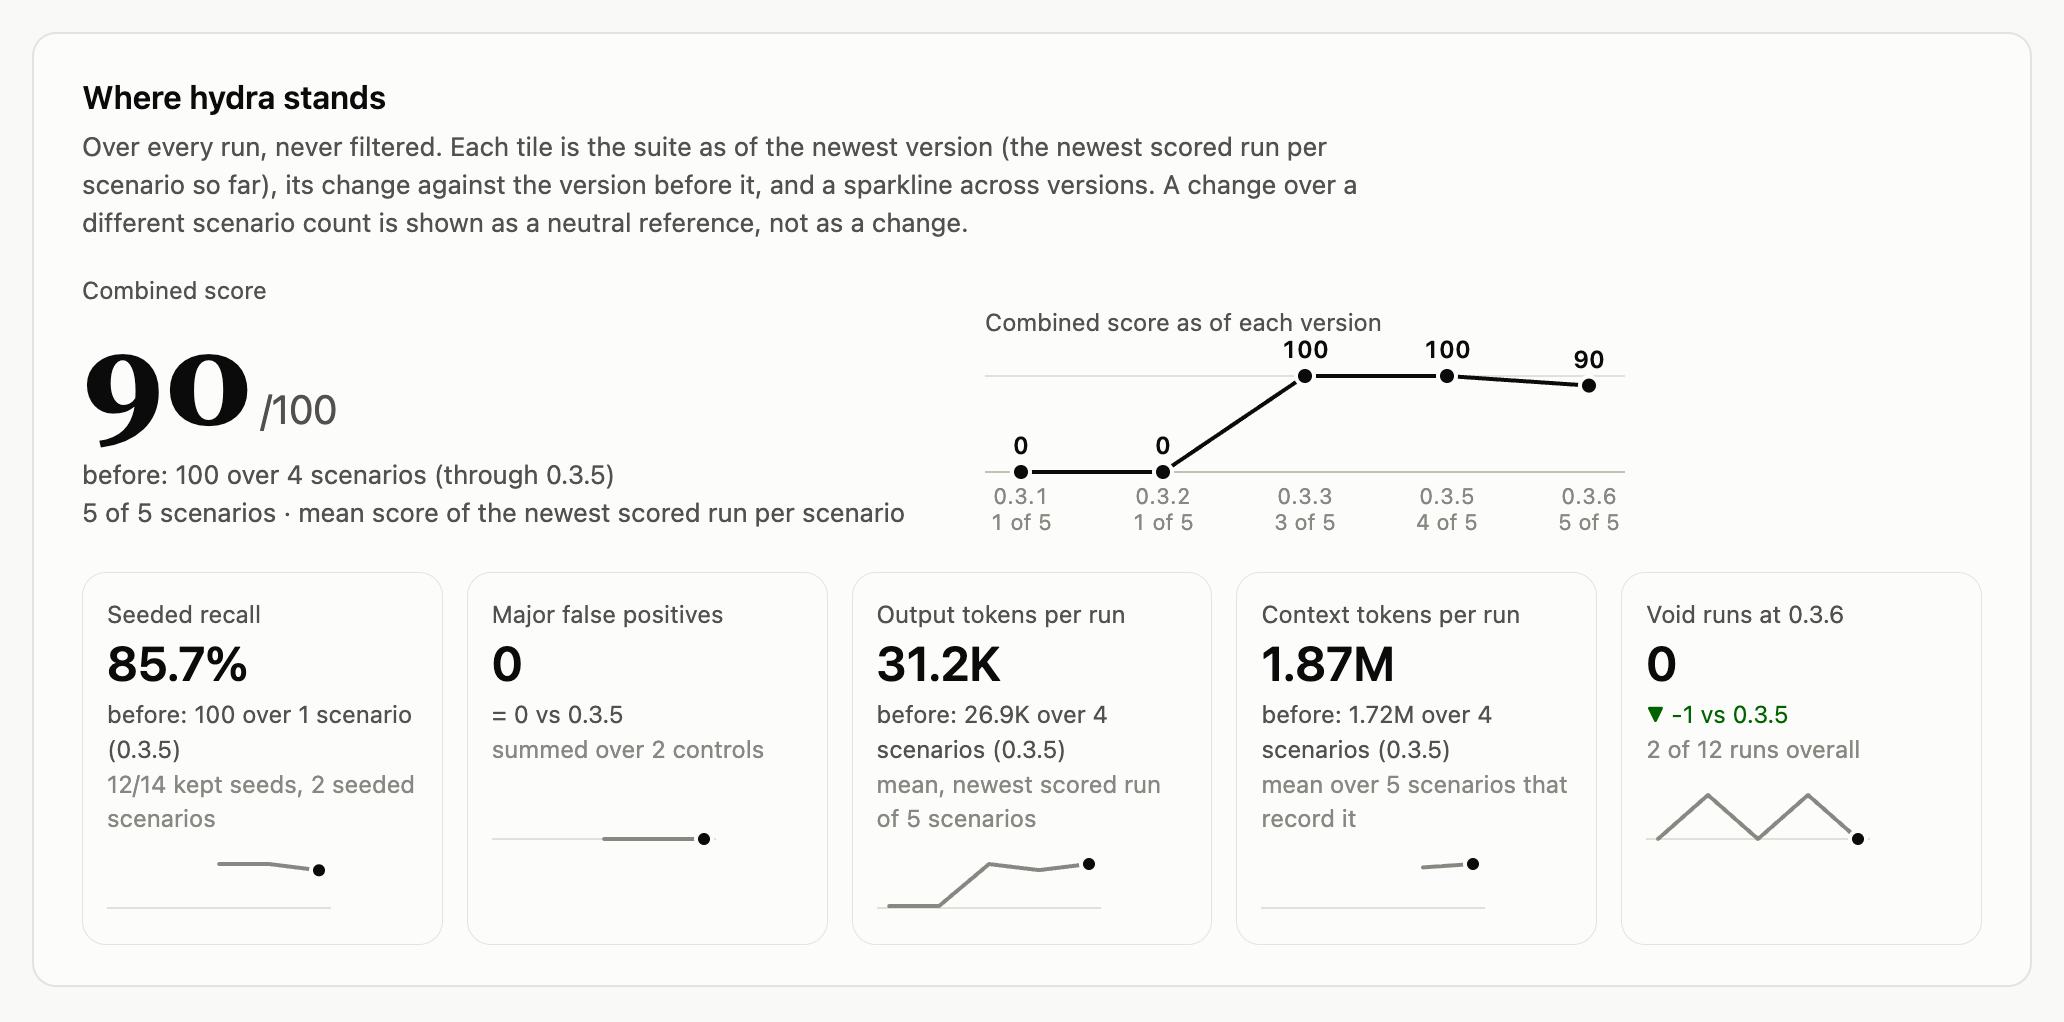 Where hydra stands
Over every run, never filtered. Each tile is the suite as of the newest version (the newest scored run per
scenario so far), its change against the version before it, and a sparkline across versions. A change over a
different scenario count is shown as a neutral reference, not as a change.
Combined score
90 /100
before: 100 over 4 scenarios (through 0.3.5)
5 of 5 scenarios · mean score of the newest scored run per scenario
Combined score as of each version
0
0
100
100
90
0.3.1
1 of 5
0.3.2
1 of 5
0.3.3
3 of 5
0.3.5
4 of 5
0.3.6
5 of 5
Seeded recall
85.7%
before: 100 over 1 scenario
(0.3.5)
12/14 kept seeds, 2 seeded
scenarios
Major false positives
0
= 0 vs 0.3.5
summed over 2 controls
Output tokens per run
31.2K
before: 26.9K over 4
scenarios (0.3.5)
mean, newest scored run
of 5 scenarios
Context tokens per run
1.87M
before: 1.72M over 4
scenarios (0.3.5)
mean over 5 scenarios that
record it
Void runs at 0.3.6
0
▼ -1 vs 0.3.5
2 of 12 runs overall